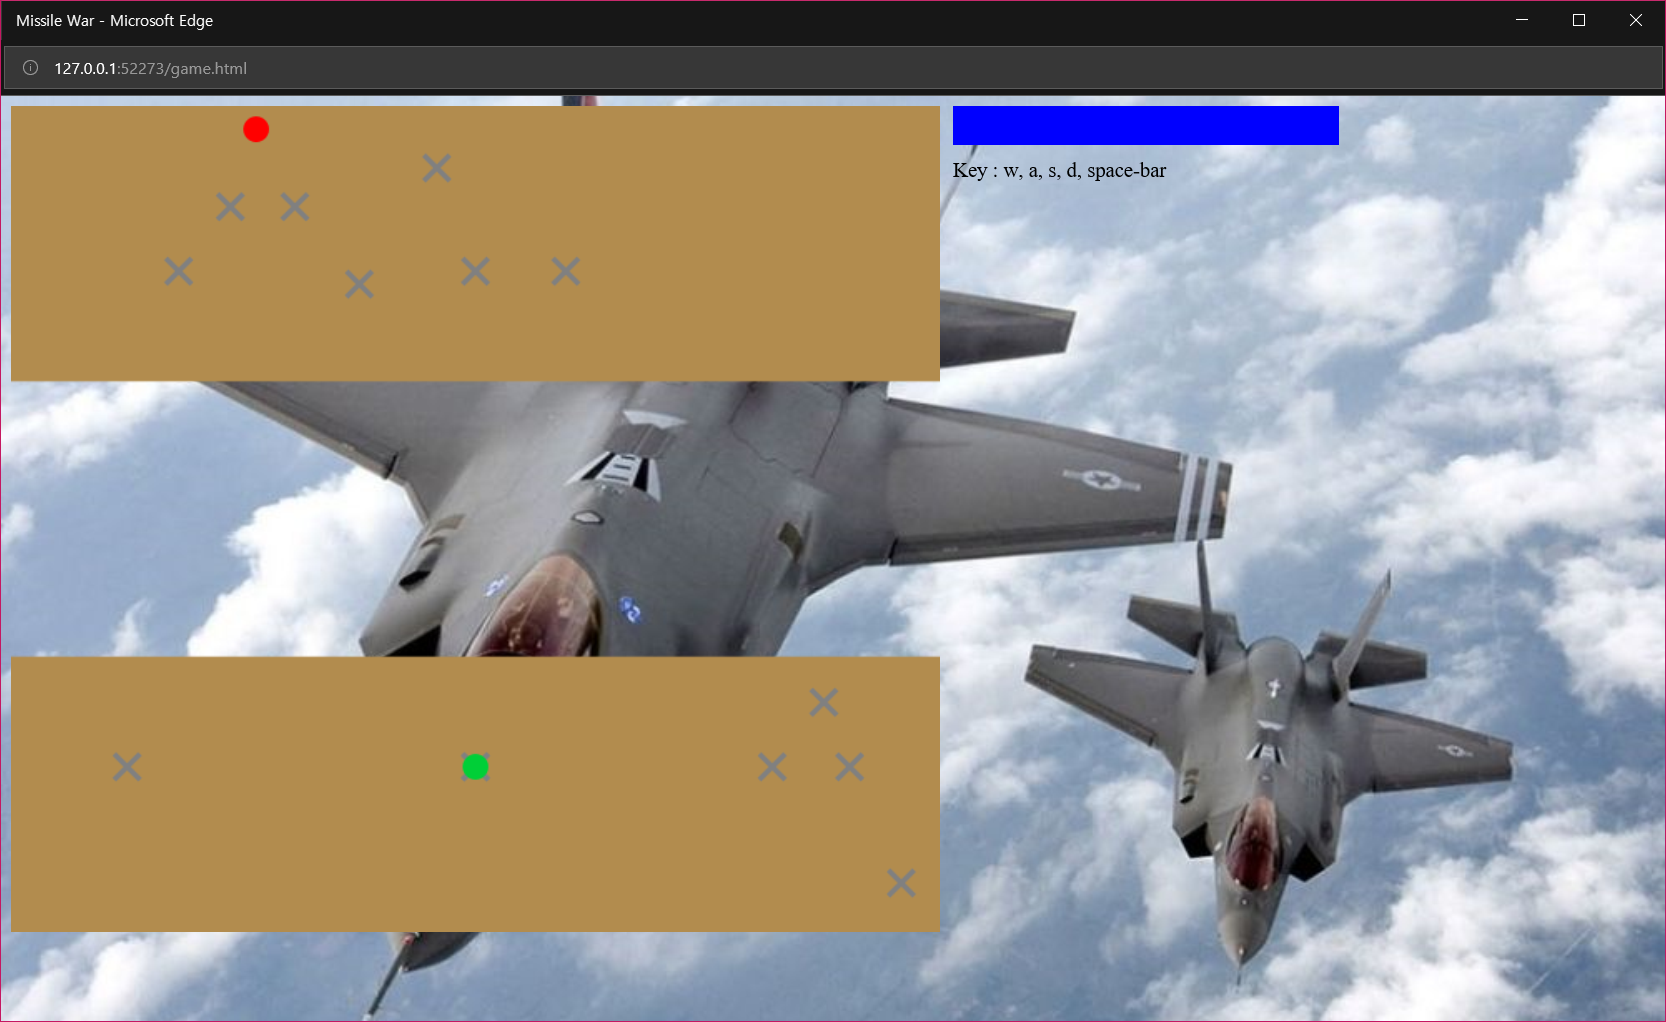 Missile War - Microsoft Edge
127.0.0.1:52273/game.html
Key : w, a, s, d, space-bar